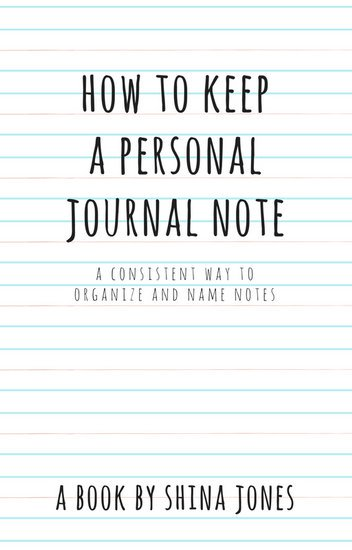 HOW TO KEEP
A PERSONAL
JOURNAL NOTE
A CONSISTENT WAY TO
ORGANIZE AND NAME NOTES
A BOOK BY SHINA JONES